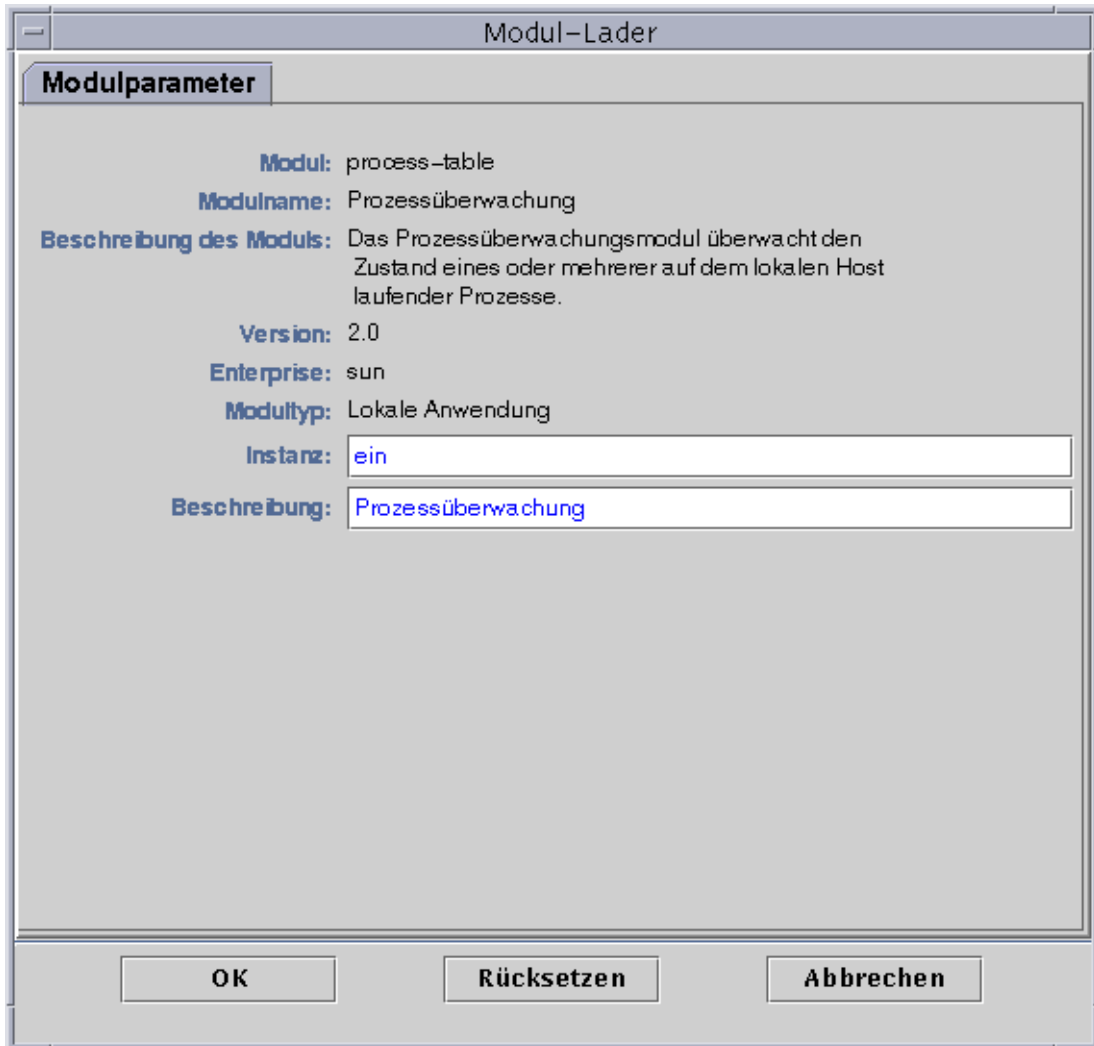 Modul-Lader
Modulparameter
Modul: process-table
Modulname: Prozessüberwachung
Beschreibung des Moduls: Das Prozessüberwachungsmodul überwacht den
Zustand eines oder mehrerer auf dem lokalen Host
laufender Prozesse.
Version: 2.0
Enterprise: sun
Modultyp: Lokale Anwendung
Instanz: ein
Beschreibung: Prozessüberwachung
OK Rücksetzen Abbrechen